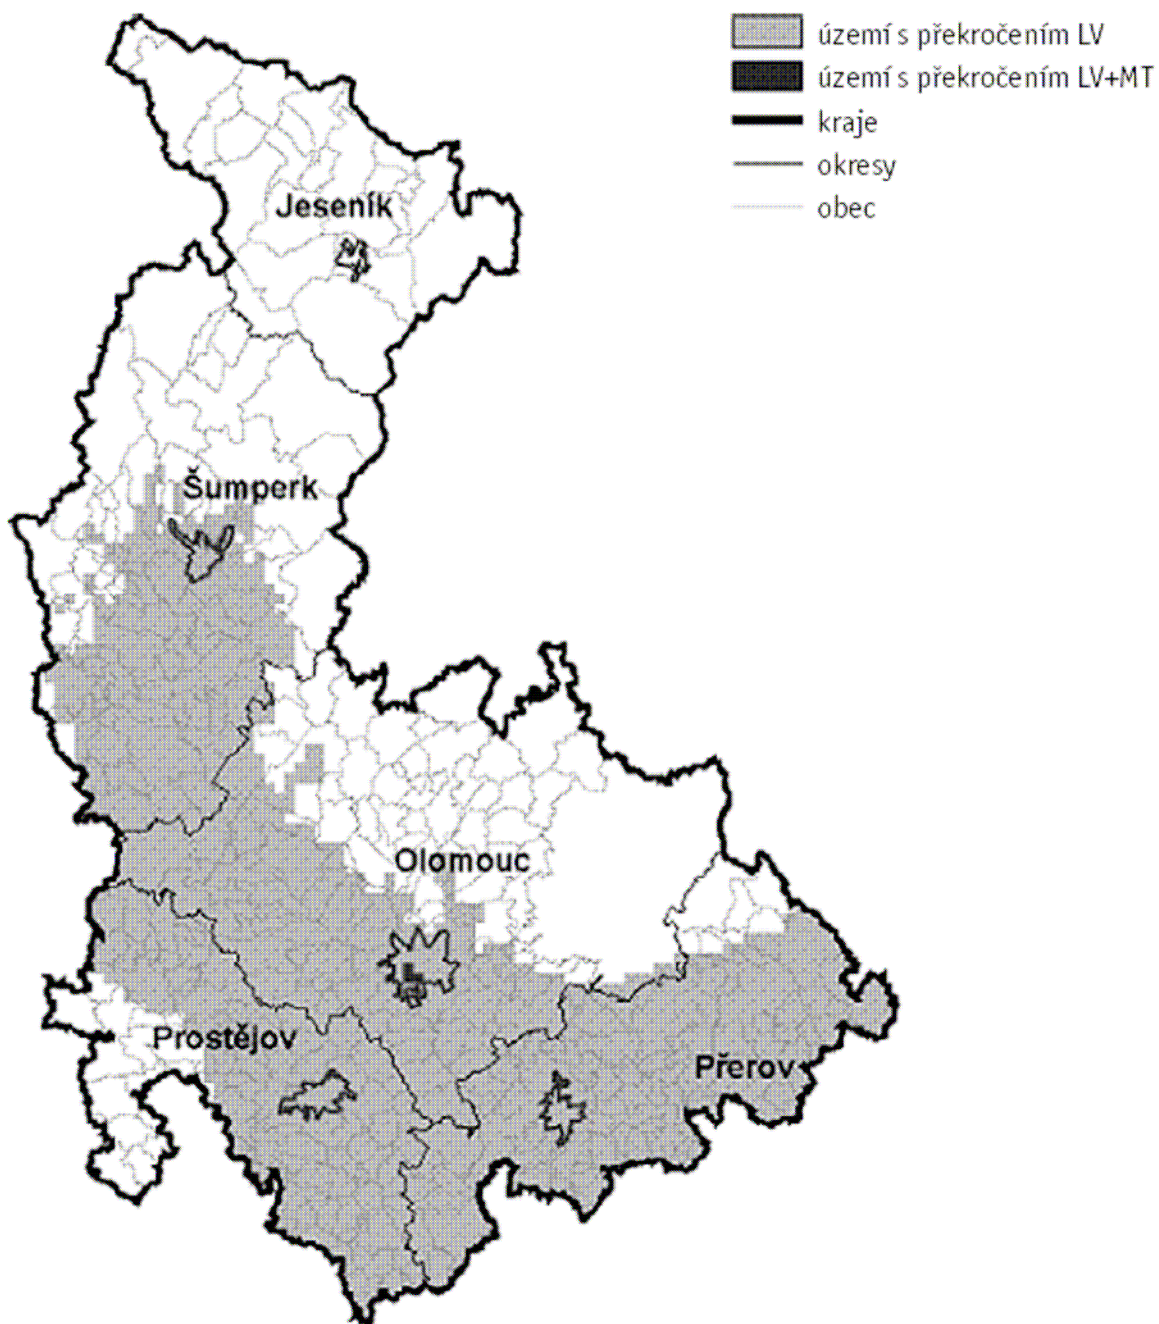 území s překročením LV
území s překročením LV+MT
kraje
okresy
obec
Jeseník
Šumperk
Olomouc
Prostějov
Přerov